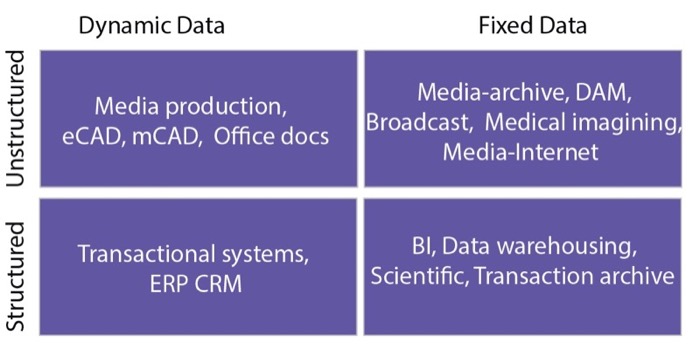 Dynamic Data
Fixed Data
Unstructured
Media production,
eCAD, mCAD, Office docs
Media-archive, DAM,
Broadcast, Medical imagining,
Media-Internet
Structured
Transactional systems,
ERP CRM
BI, Data warehousing,
Scientific, Transaction archive